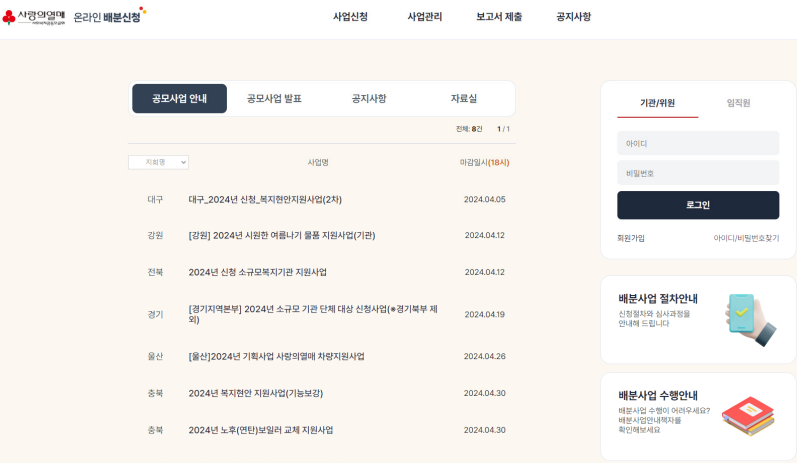 사랑의열매 온라인 배분신청 사업신청 사업관리 보고서 제출 공지사항
공모사업 안내 공모사업 발표 공지사항 자료실
전체: 8건 1 / 1
지회명 사업명 마감일시(18시)
대구 대구_2024년 신청_복지현안지원사업(2차) 2024.04.05
강원 [강원] 2024년 시원한 여름나기 물품 지원사업(기관) 2024.04.12
전북 2024년 신청 소규모복지기관 지원사업 2024.04.12
경기 [경기지역본부] 2024년 소규모 기관 단체 대상 신청사업(※경기북부 제
외) 2024.04.19
울산 [울산]2024년 기획사업 사랑의열매 차량지원사업 2024.04.26
충북 2024년 복지현안 지원사업(기능보강) 2024.04.30
충북 2024년 노후(연탄)보일러 교체 지원사업 2024.04.30
기관/위원 임직원
아이디
비밀번호
로그인
회원가입 아이디/비밀번호찾기
배분사업 절차안내
신청절차와 심사과정을
안내해 드립니다
배분사업 수행안내
배분사업 수행이 어려우세요?
배분사업안내책자를
확인해보세요